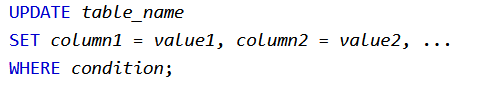 UPDATE table_name
SET column1 = value1, column2 = value2, ...
WHERE condition;